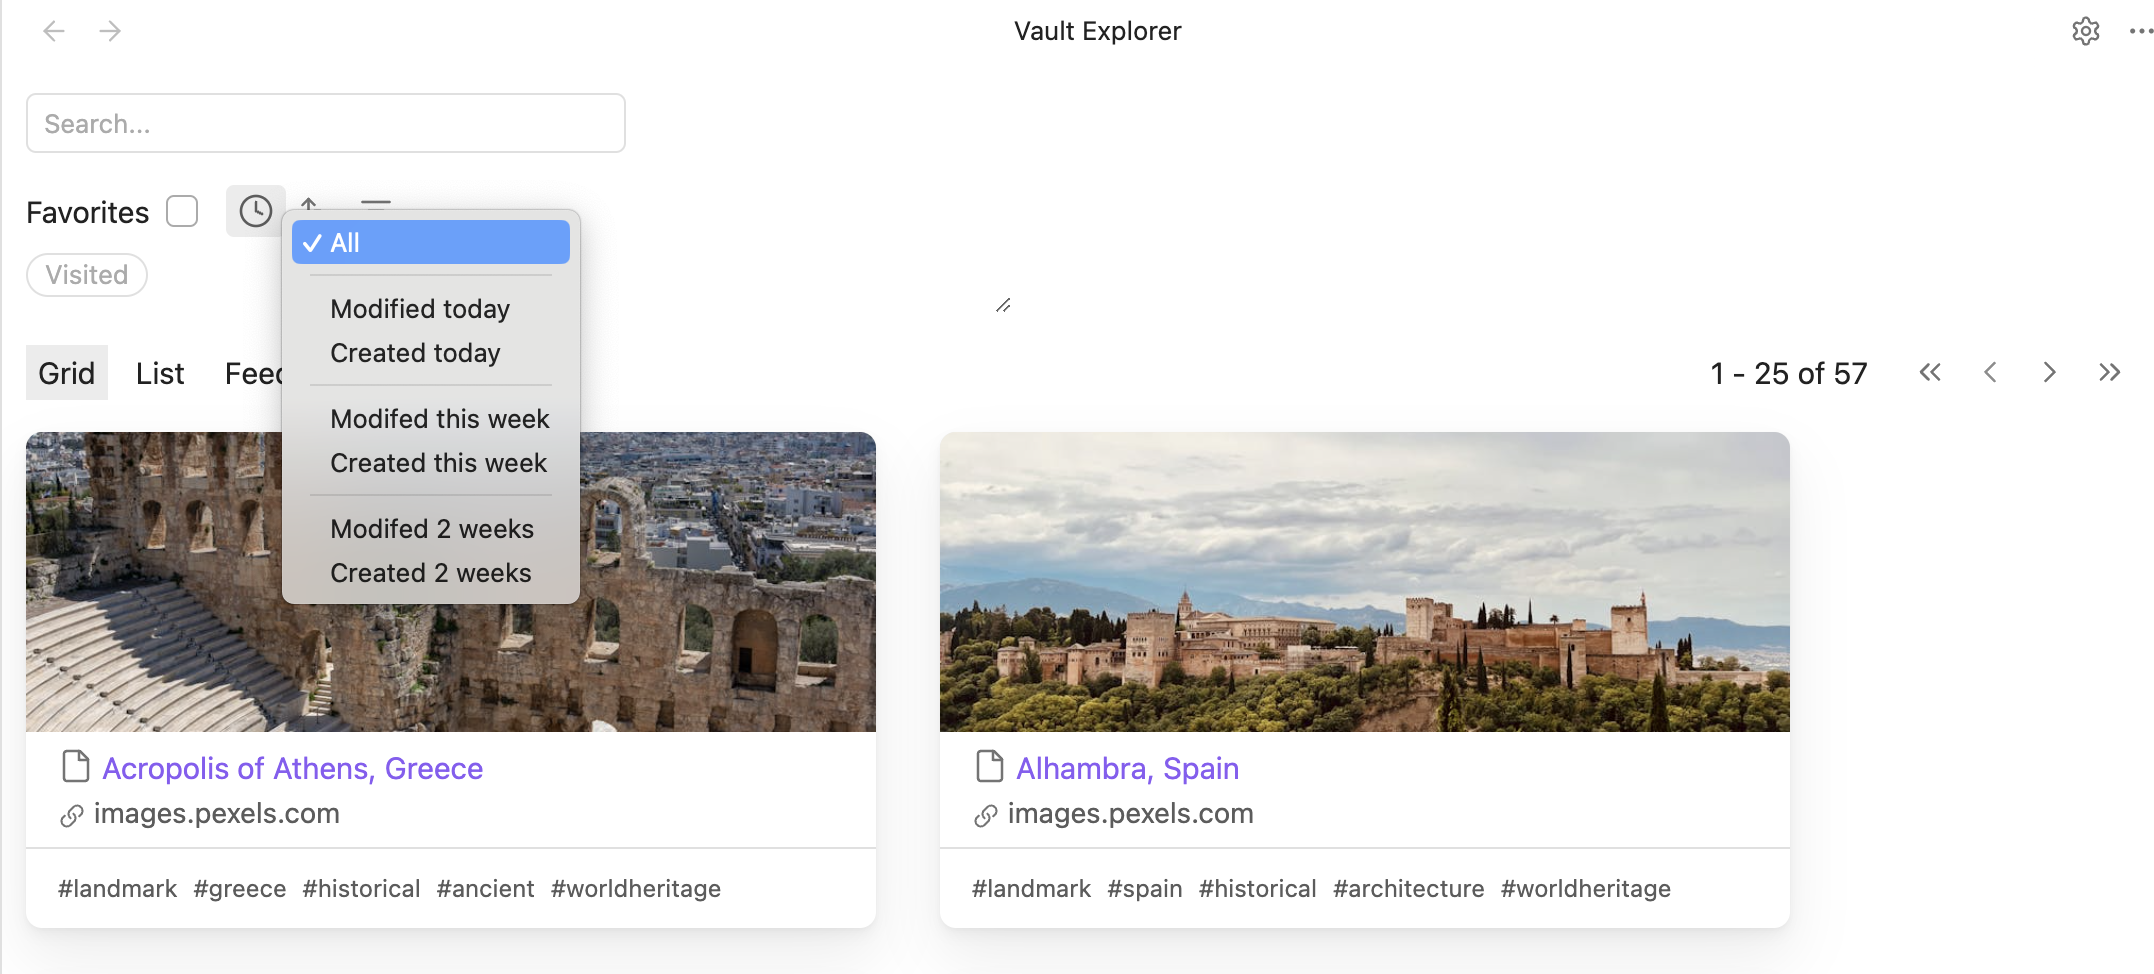 Vault Explorer
Search...
Favorites
✓ All
Visited
Modified today
Created today
Grid List Feed
1 - 25 of 57
Modifed this week
Created this week
Modifed 2 weeks
Created 2 weeks
Acropolis of Athens, Greece
images.pexels.com
#landmark #greece #historical #ancient #worldheritage
Alhambra, Spain
images.pexels.com
#landmark #spain #historical #architecture #worldheritage